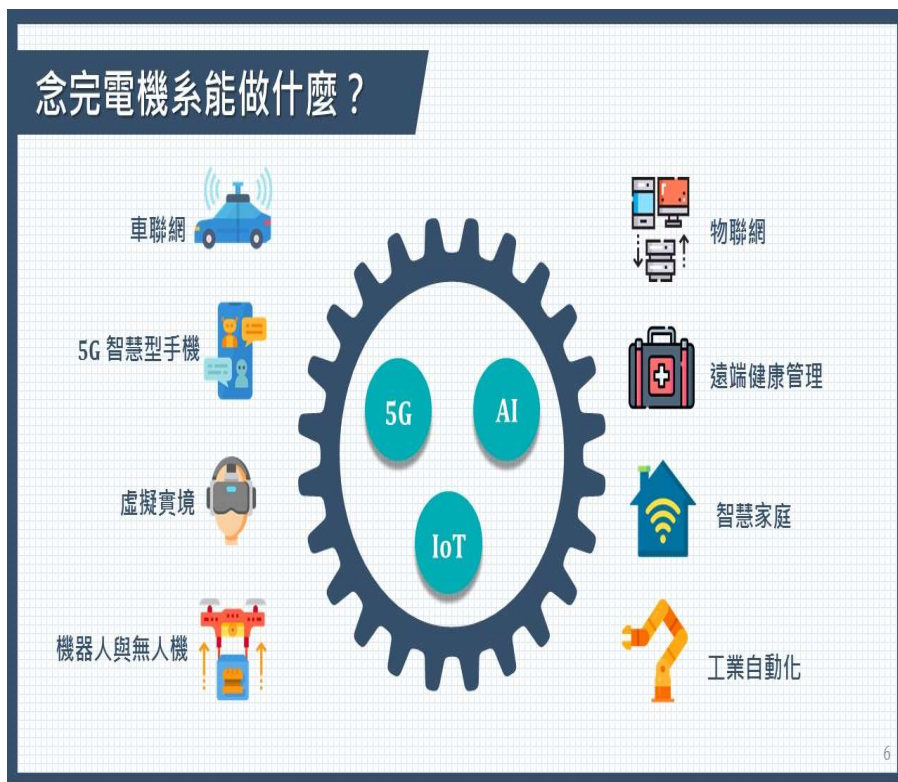 念完電機系能做什麼？
車聯網
5G 智慧型手機
虛擬實境
機器人與無人機
5G
AI
IoT
物聯網
遠端健康管理
智慧家庭
工業自動化
6